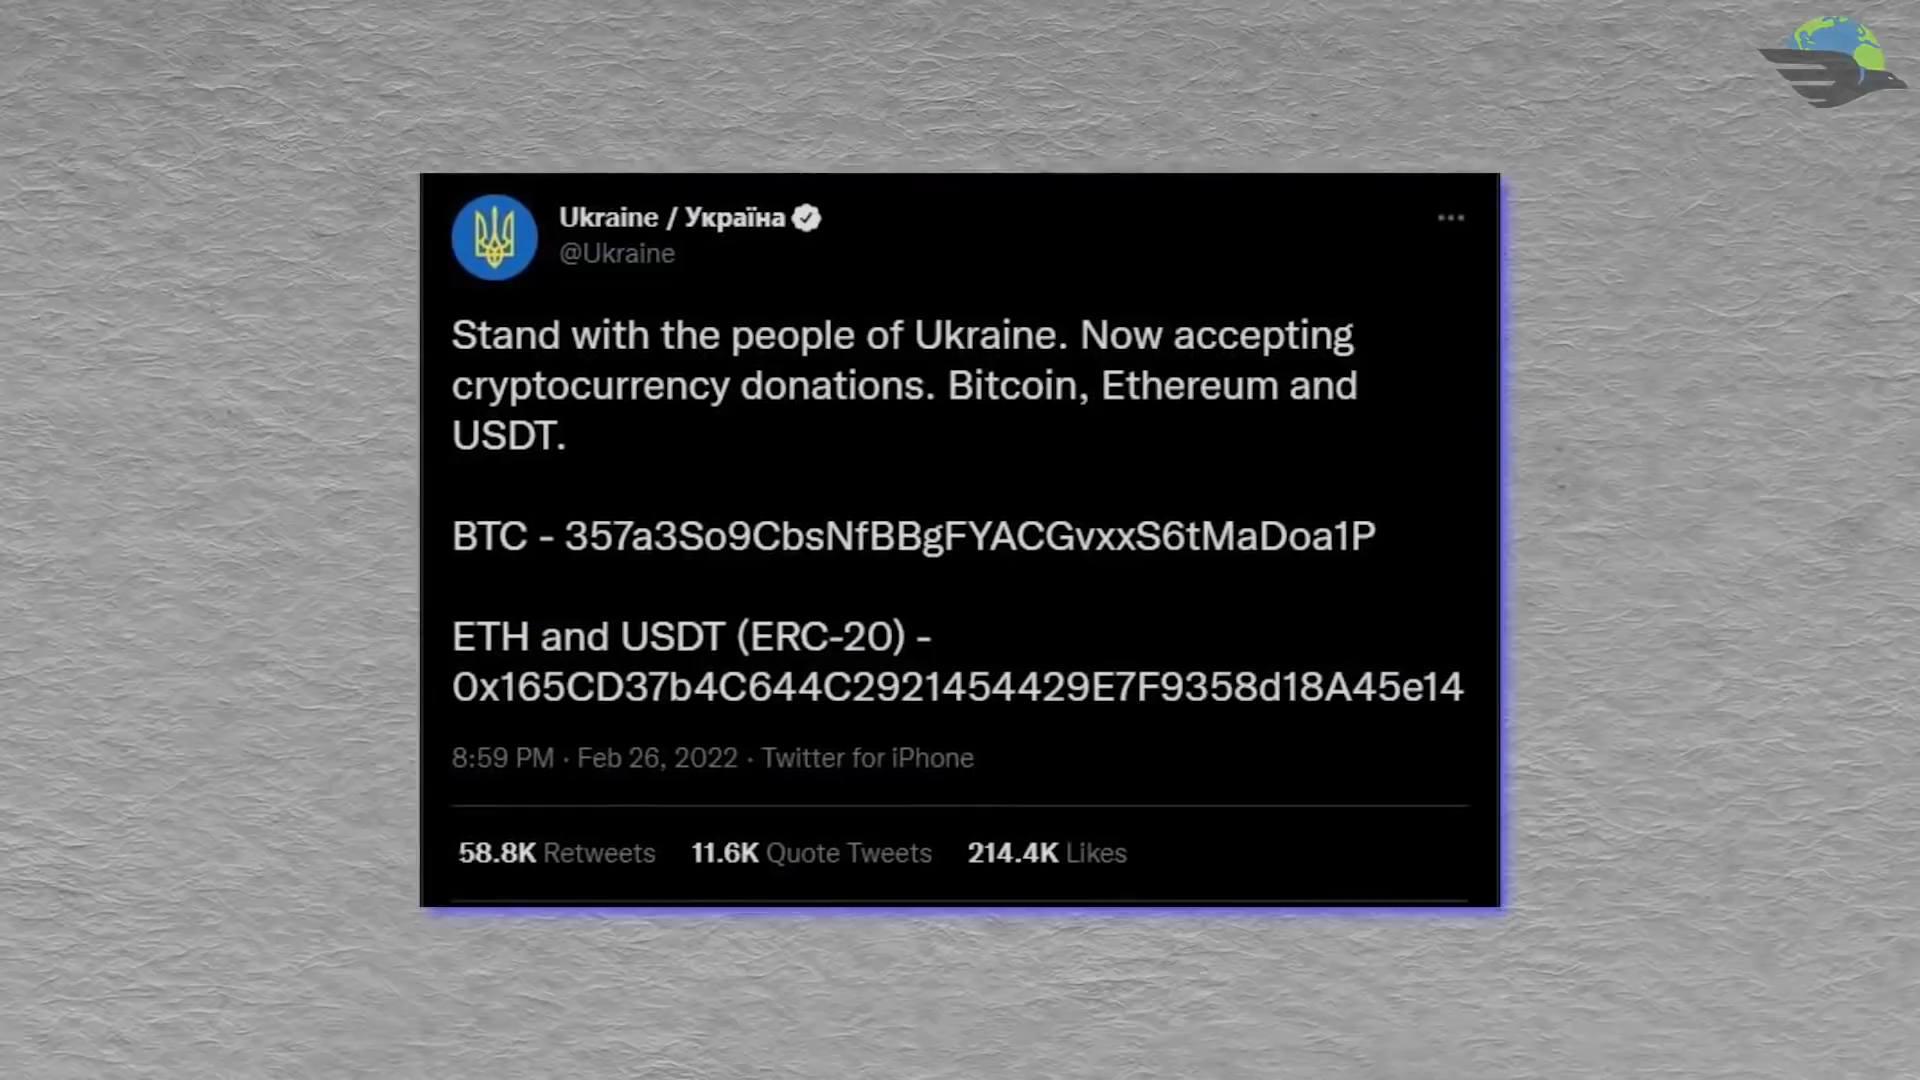 Ukraine / Україна
@Ukraine
Stand with the people of Ukraine. Now accepting
cryptocurrency donations. Bitcoin, Ethereum and
USDT.
BTC - 357a3So9CbsNfBBgFYACGvxxS6tMaDoa1P
ETH and USDT (ERC-20) -
0x165CD37b4C644C2921454429E7F9358d18A45e14
8:59 PM · Feb 26, 2022 · Twitter for iPhone
58.8K Retweets 11.6K Quote Tweets 214.4K Likes